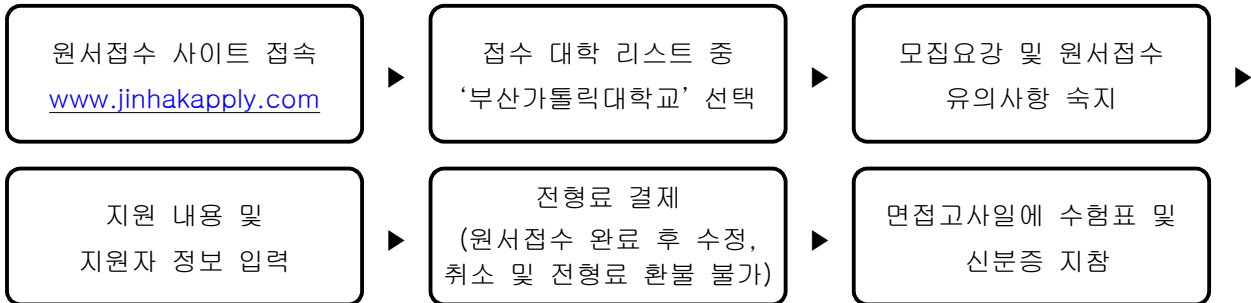 원서접수 사이트 접속
www.jinhakapply.com
▶
접수 대학 리스트 중
‘부산가톨릭대학교’ 선택
▶
모집요강 및 원서접수
유의사항 숙지
▶
지원 내용 및
지원자 정보 입력
▶
전형료 결제
(원서접수 완료 후 수정,
취소 및 전형료 환불 불가)
▶
면접고사일에 수험표 및
신분증 지참